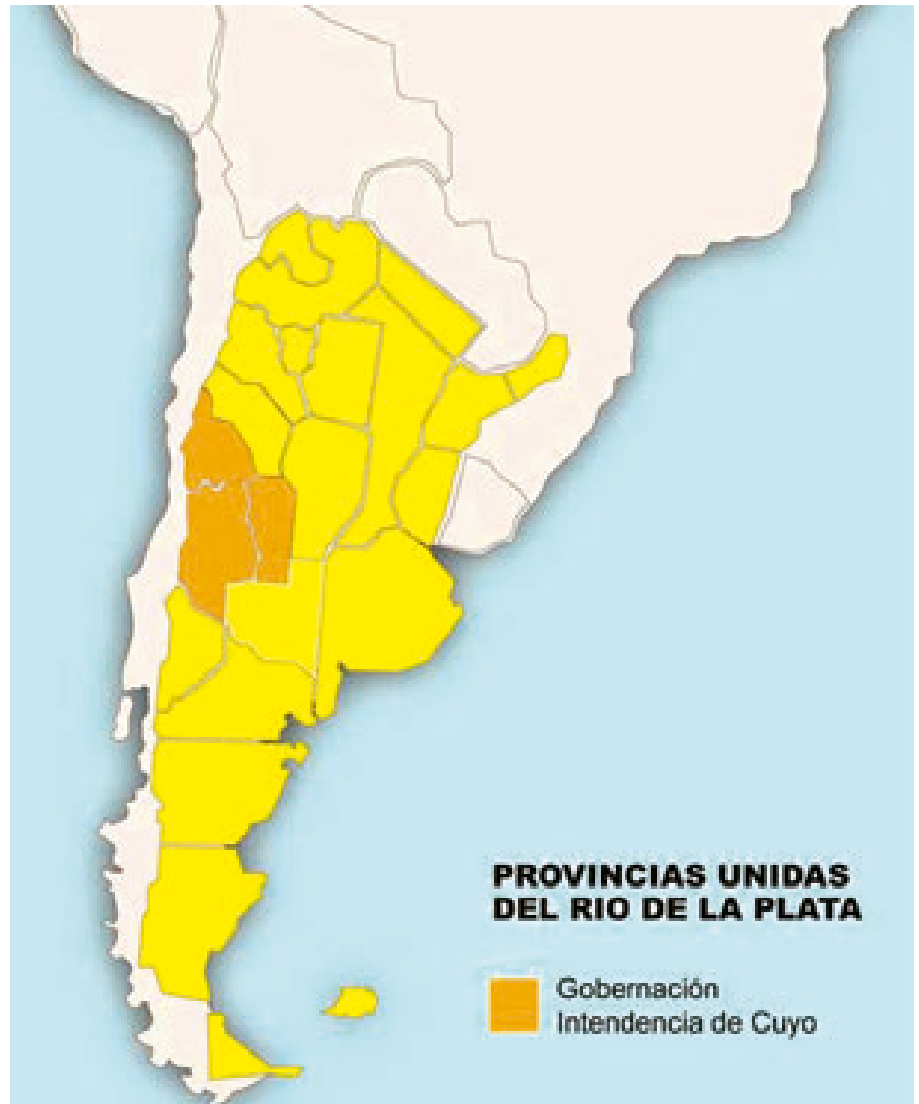 PROVINCIAS UNIDAS
DEL RIO DE LA PLATA
Gobernación
Intendencia de Cuyo